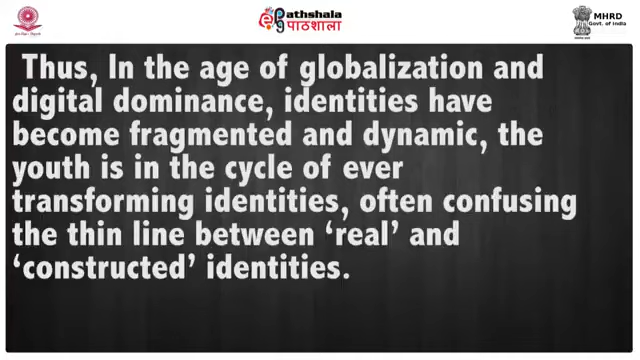 Pathshala
पाठशाला
MHRD
Govt. of India
Thus, In the age of globalization and
digital dominance, identities have
become fragmented and dynamic, the
youth is in the cycle of ever
transforming identities, often confusing
the thin line between ‘real’ and
‘constructed’ identities.